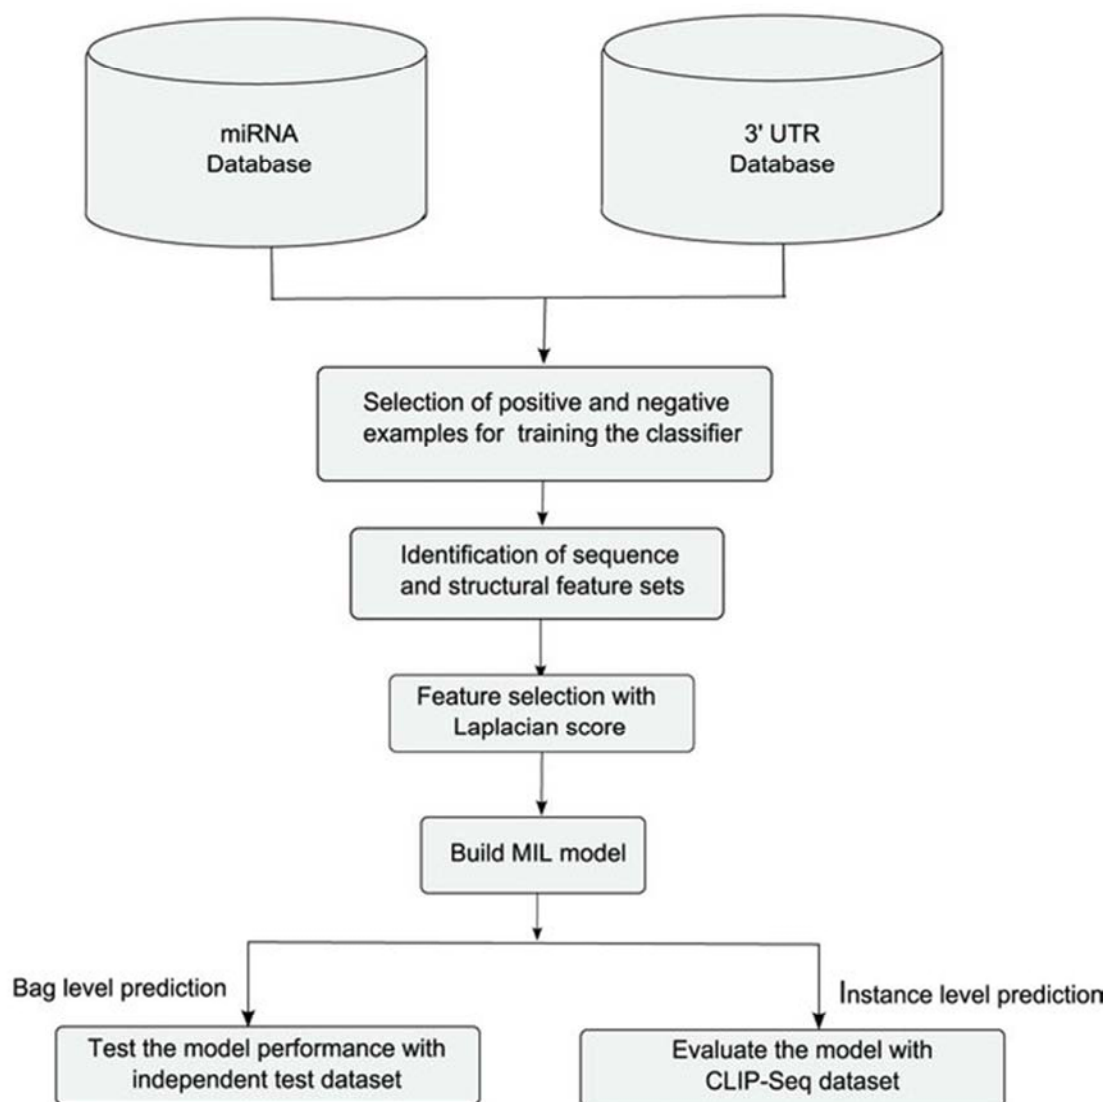 miRNA
Database
3' UTR
Database
Selection of positive and negative
examples for training the classifier
Identification of sequence
and structural feature sets
Feature selection with
Laplacian score
Build MIL model
Bag level prediction
Instance level prediction
Test the model performance with
independent test dataset
Evaluate the model with
CLIP-Seq dataset